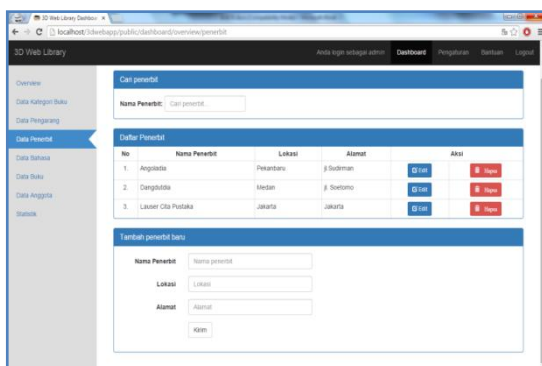 3D Web Library Dashboa
localhost/3dwebapp/public/dashboard/overview/penerbit
3D Web Library
Anda login sebagai admin Dashboard Pengaturan Bantuan Logout
Overview
Data Kategori Buku
Data Pengarang
Data Penerbit
Data Bahasa
Data Buku
Data Anggota
Statistik
Cari penerbit
Nama Penerbit: Cari penerbit...
Daftar Penerbit
No Nama Penerbit Lokasi Alamat Aksi
1. Angoladia Pekanbaru jl.Sudirman Edit Hapus
2. Dangdutdia Medan jl. Soetomo Edit Hapus
3. Lauser Cita Pustaka Jakarta Jakarta Edit Hapus
Tambah penerbit baru
Nama Penerbit Nama penerbit
Lokasi Lokasi
Alamat Alamat
Kirim